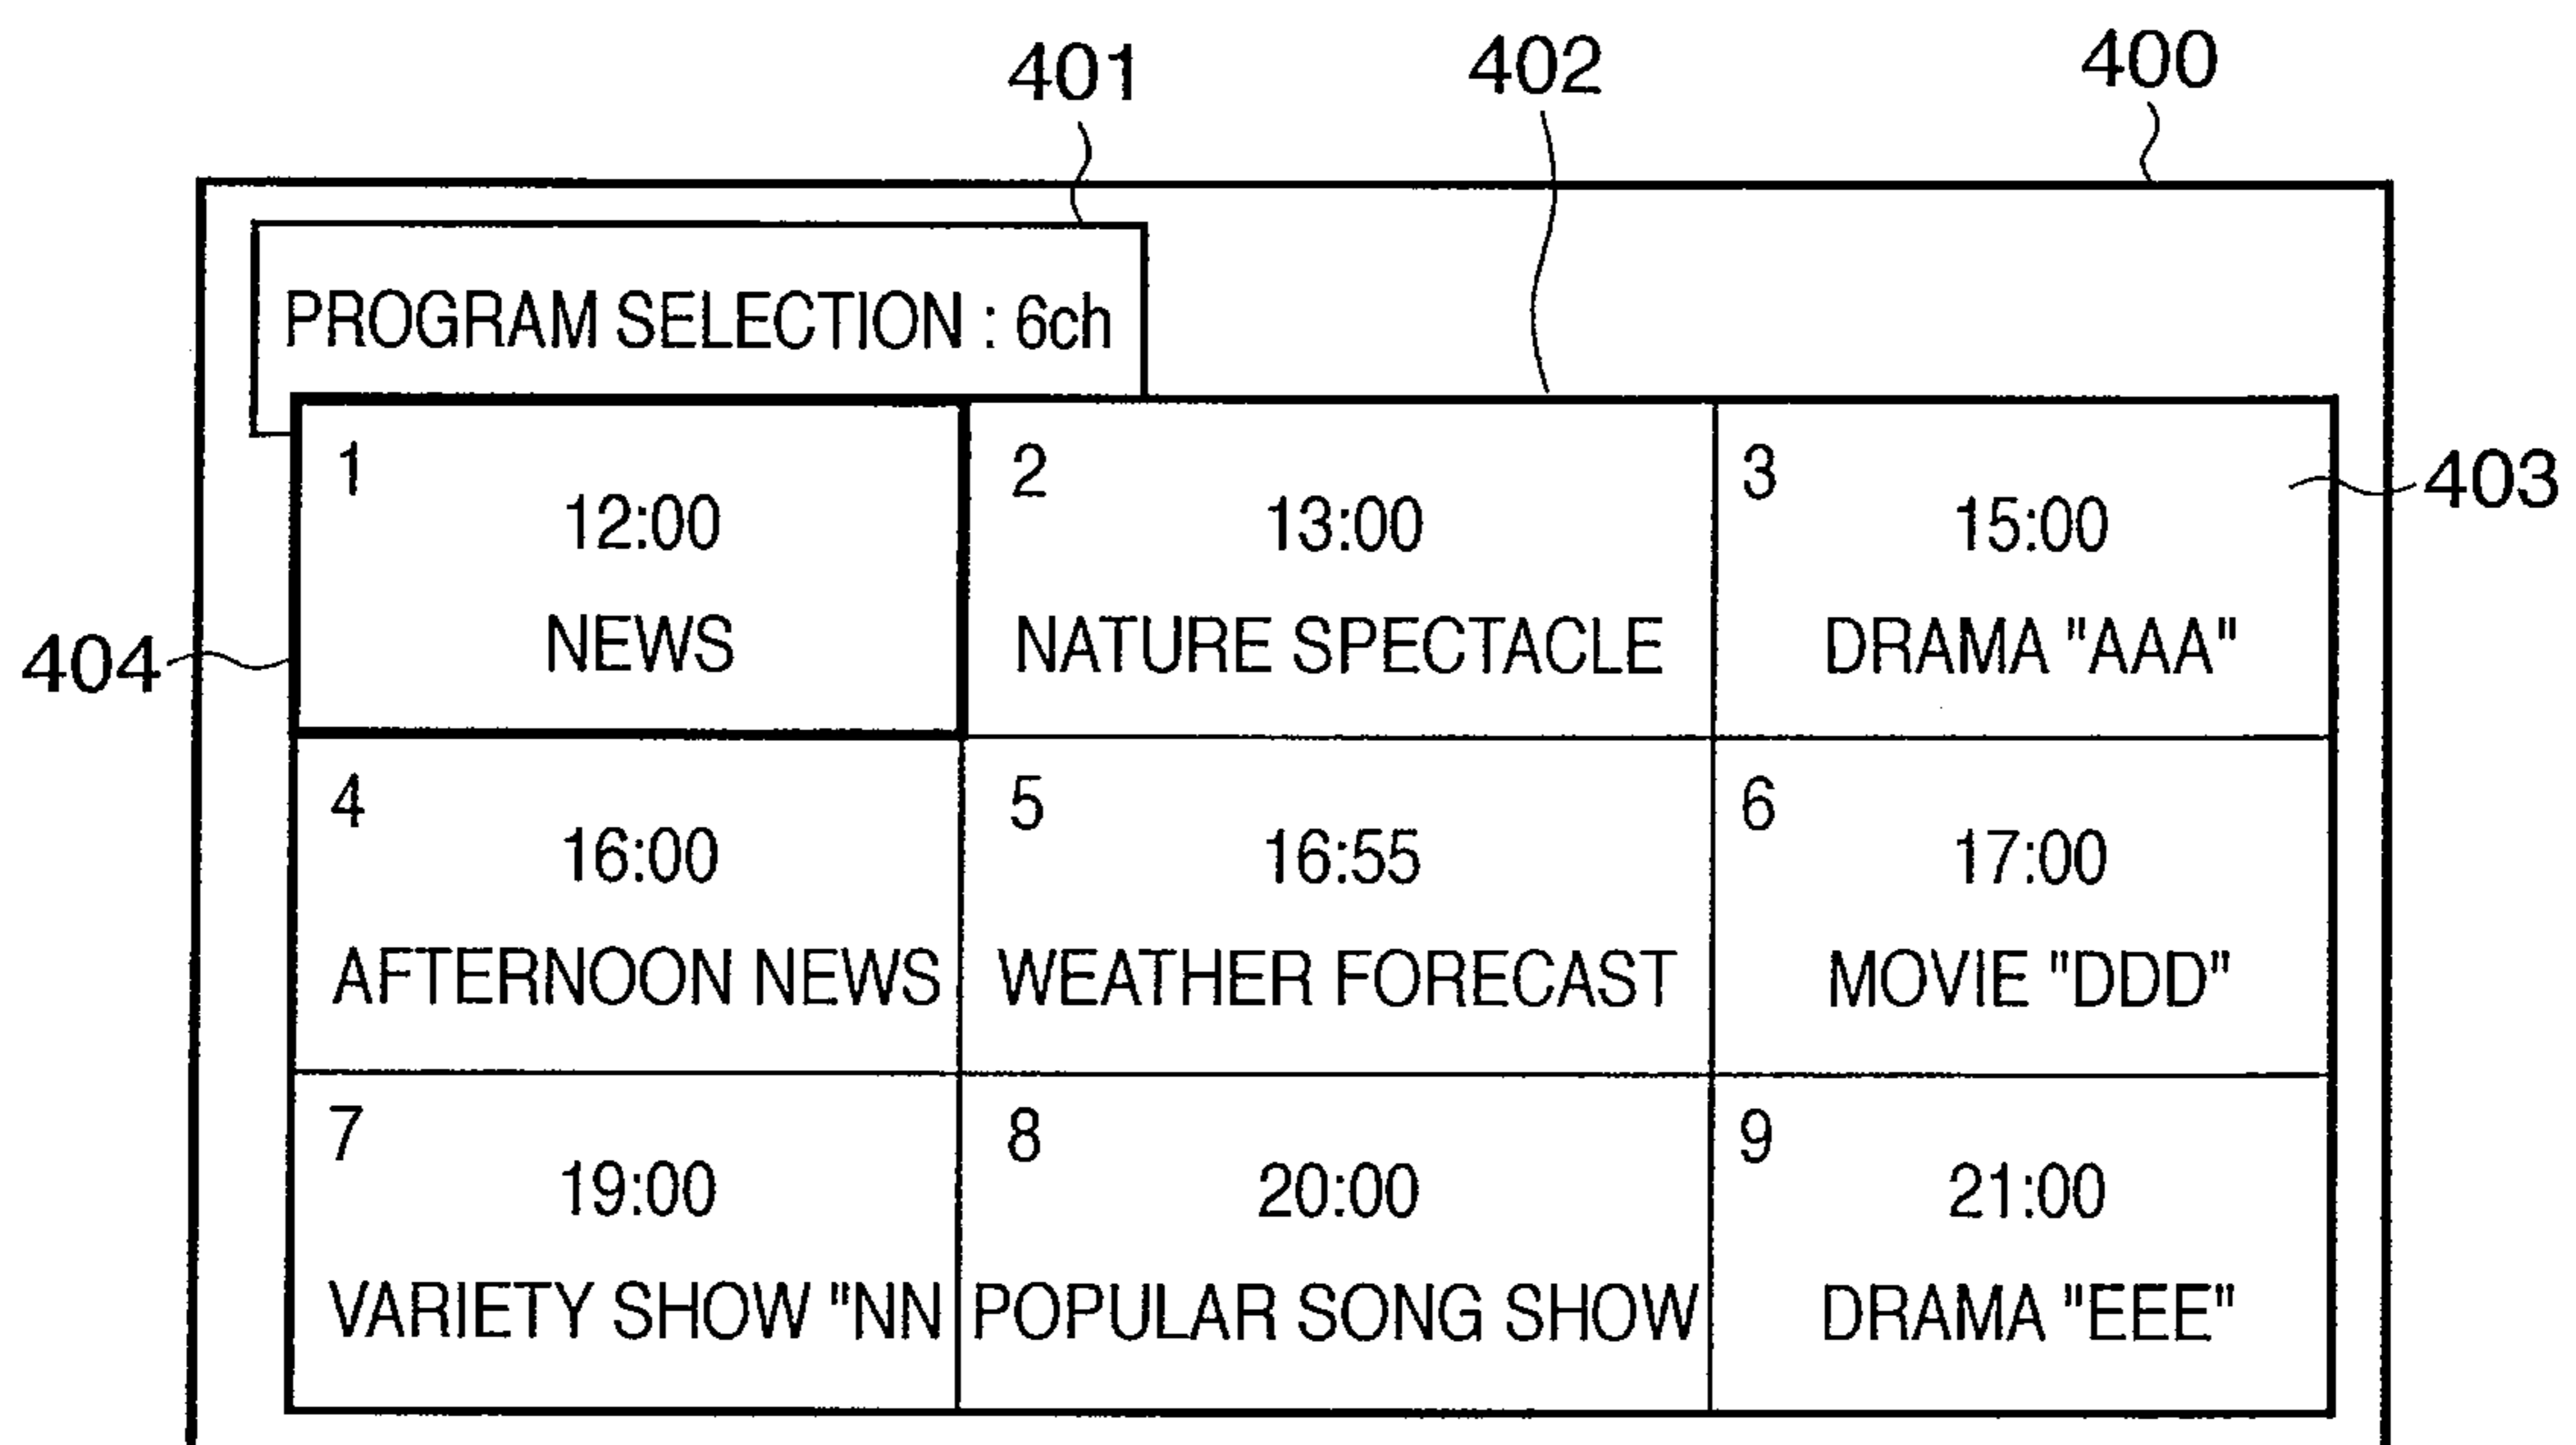 401 402 400
PROGRAM SELECTION : 6ch
1 2 3
403
12:00 13:00 15:00
404
NEWS NATURE SPECTACLE DRAMA "AAA"
4 5 6
16:00 16:55 17:00
AFTERNOON NEWS WEATHER FORECAST MOVIE "DDD"
7 8 9
19:00 20:00 21:00
VARIETY SHOW "NN POPULAR SONG SHOW DRAMA "EEE"